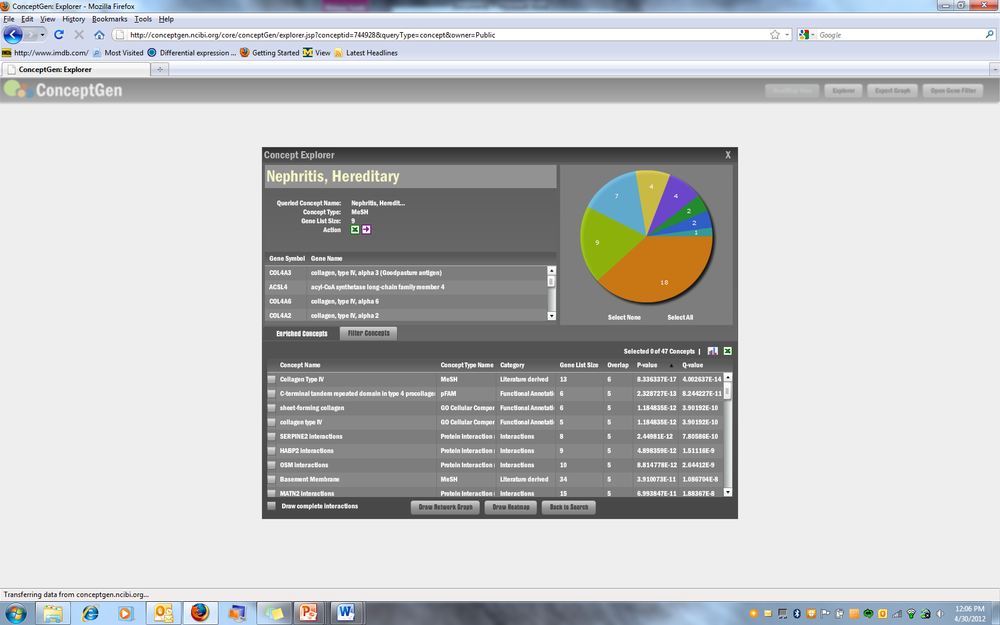 ConceptGen: Explorer - Mozilla Firefox
File Edit View History Bookmarks Tools Help
http://conceptgen.ncibi.org/core/conceptGen/explorer.jsp?conceptid=744928&queryType=concept&owner=Public
Google
IMDb http://www.imdb.com/ Most Visited Differential expression ... Getting Started View Latest Headlines
ConceptGen: Explorer
ConceptGen
HeatMap View Explorer Export Graph Open Gene Filter
Concept Explorer X
Nephritis, Hereditary
Queried Concept Name: Nephritis, Heredit...
Concept Type: MeSH
Gene List Size: 9
Action
Gene Symbol Gene Name
COL4A3 collagen, type IV, alpha 3 (Goodpasture antigen)
ACSL4 acyl-CoA synthetase long-chain family member 4
COL4A6 collagen, type IV, alpha 6
COL4A2 collagen, type IV, alpha 2
4
7
4
2
2
1
9
18
Select None Select All
Enriched Concepts Filter Concepts
Selected 0 of 47 Concepts |
Concept Name Concept Type Name Category Gene List Size Overlap P-value Q-value
Collagen Type IV MeSH Literature derived 13 6 8.336337E-17 4.002637E-14
C-terminal tandem repeated domain in type 4 procollage pFAM Functional Annotati 6 5 2.328727E-13 8.244227E-11
sheet-forming collagen GO Cellular Compor Functional Annotati 6 5 1.184835E-12 3.90192E-10
collagen type IV GO Cellular Compor Functional Annotati 5 5 1.184835E-12 3.90192E-10
SERPINE2 interactions Protein Interaction ( Interactions 8 5 2.44981E-12 7.80586E-10
HABP2 interactions Protein Interaction ( Interactions 9 5 4.898359E-12 1.51116E-9
OSM interactions Protein Interaction ( Interactions 10 5 8.814778E-12 2.64412E-9
Basement Membrane MeSH Literature derived 34 5 3.910073E-11 1.086704E-8
MATN2 interactions Protein Interaction ( Interactions 15 5 6.993847E-11 1.88367E-8
Draw complete interactions Draw Network Graph Draw Heatmap Back to Search
Transferring data from conceptgen.ncibi.org...
12:06 PM
4/30/2012